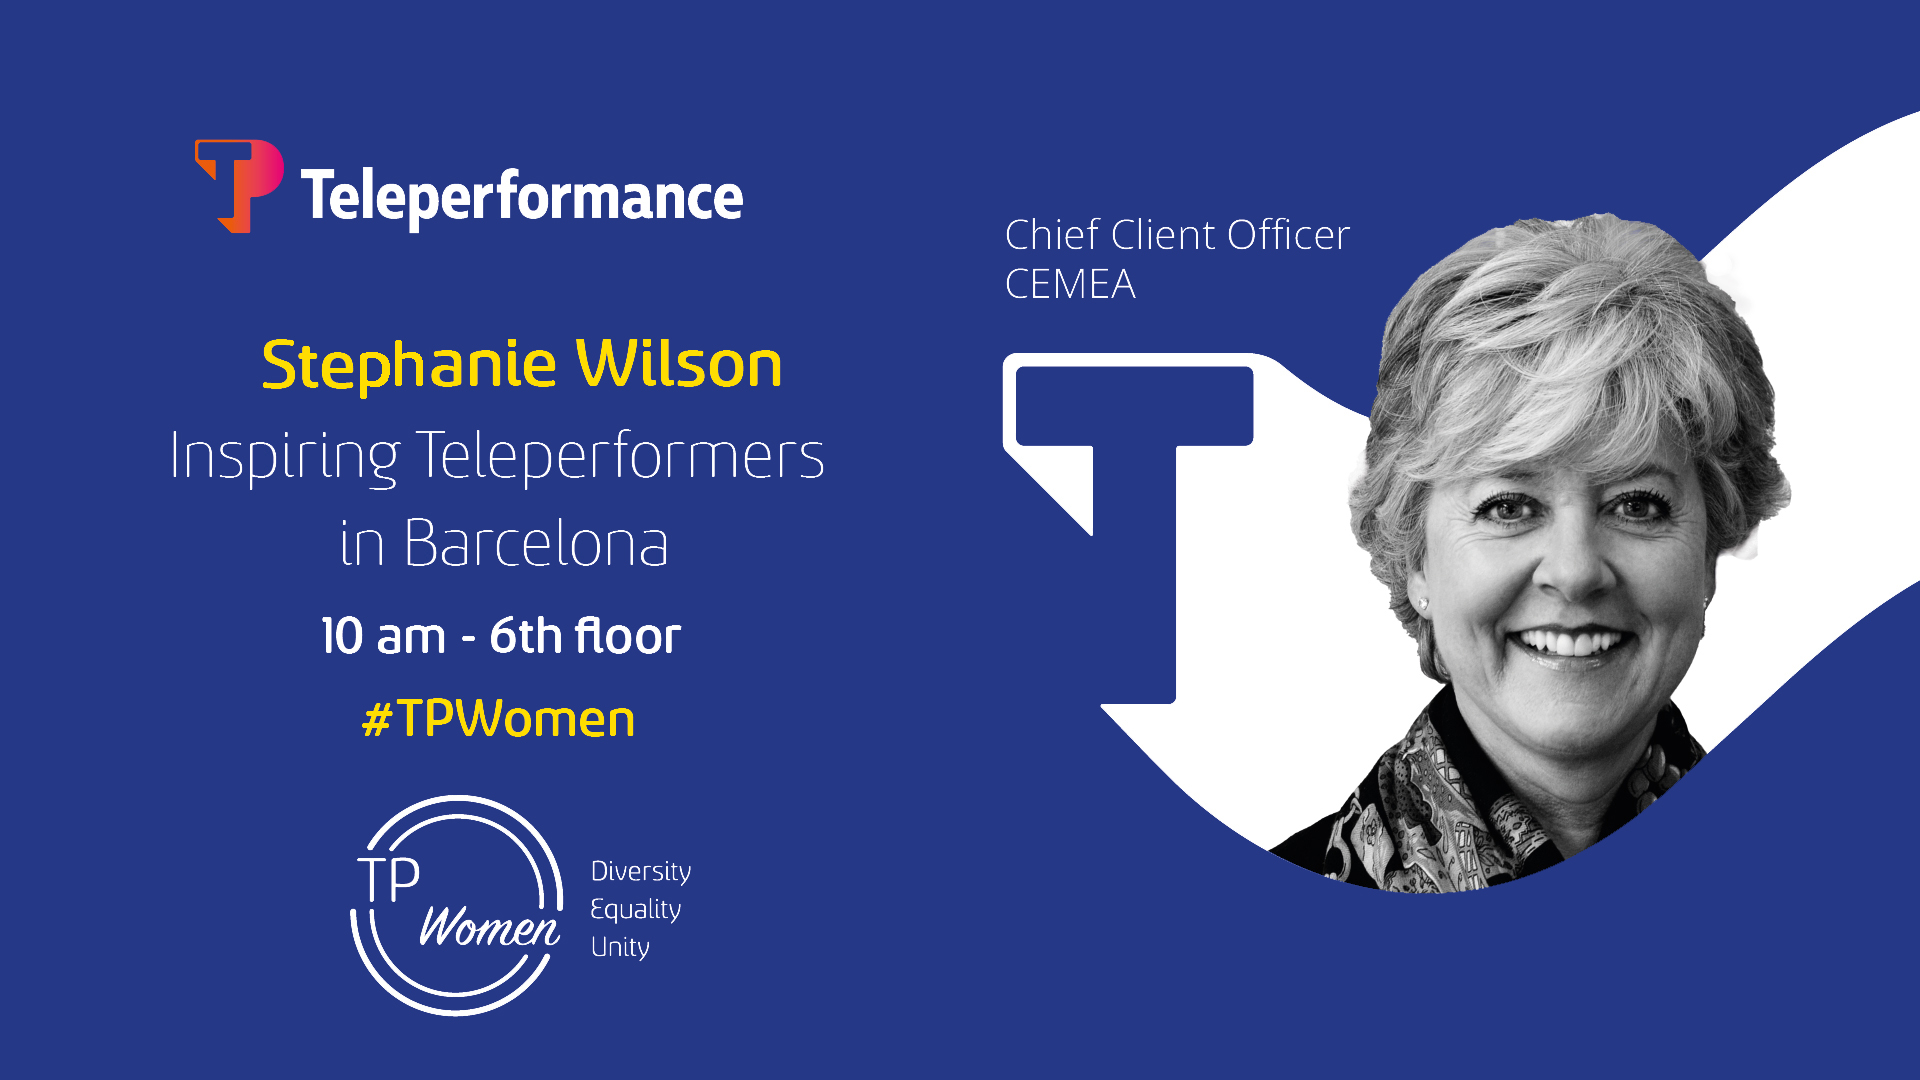 Teleperformance
Stephanie Wilson
Inspiring Teleperformers
in Barcelona
10 am - 6th floor
#TPWomen
TP
Women
Diversity
Equality
Unity
Chief Client Officer
CEMEA